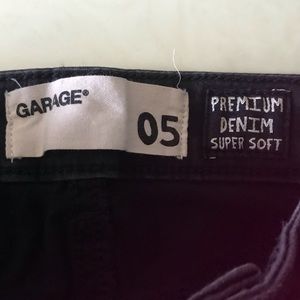 GARAGE®
05
PREMIUM
DENIM
SUPER SOFT